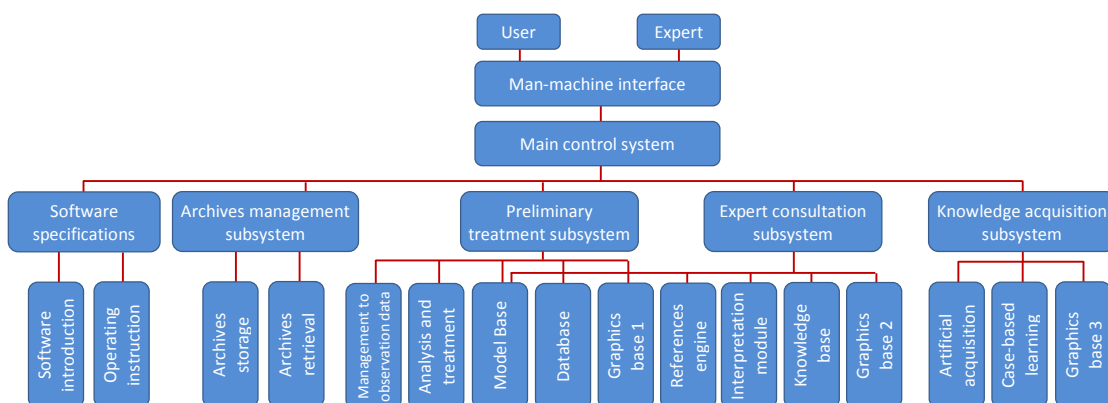 User
Expert
Man-machine interface
Main control system
Software
specifications
Archives management
subsystem
Preliminary
treatment subsystem
Expert consultation
subsystem
Knowledge acquisition
subsystem
Software
introduction
Operating
instruction
Archives
storage
Archives
retrieval
Management to
observation data
Analysis and
treatment
Model Base
Database
Graphics
base 1
References
engine
Interpretation
module
Knowledge
base
Graphics
base 2
Artificial
acquisition
Case-based
learning
Graphics
base 3